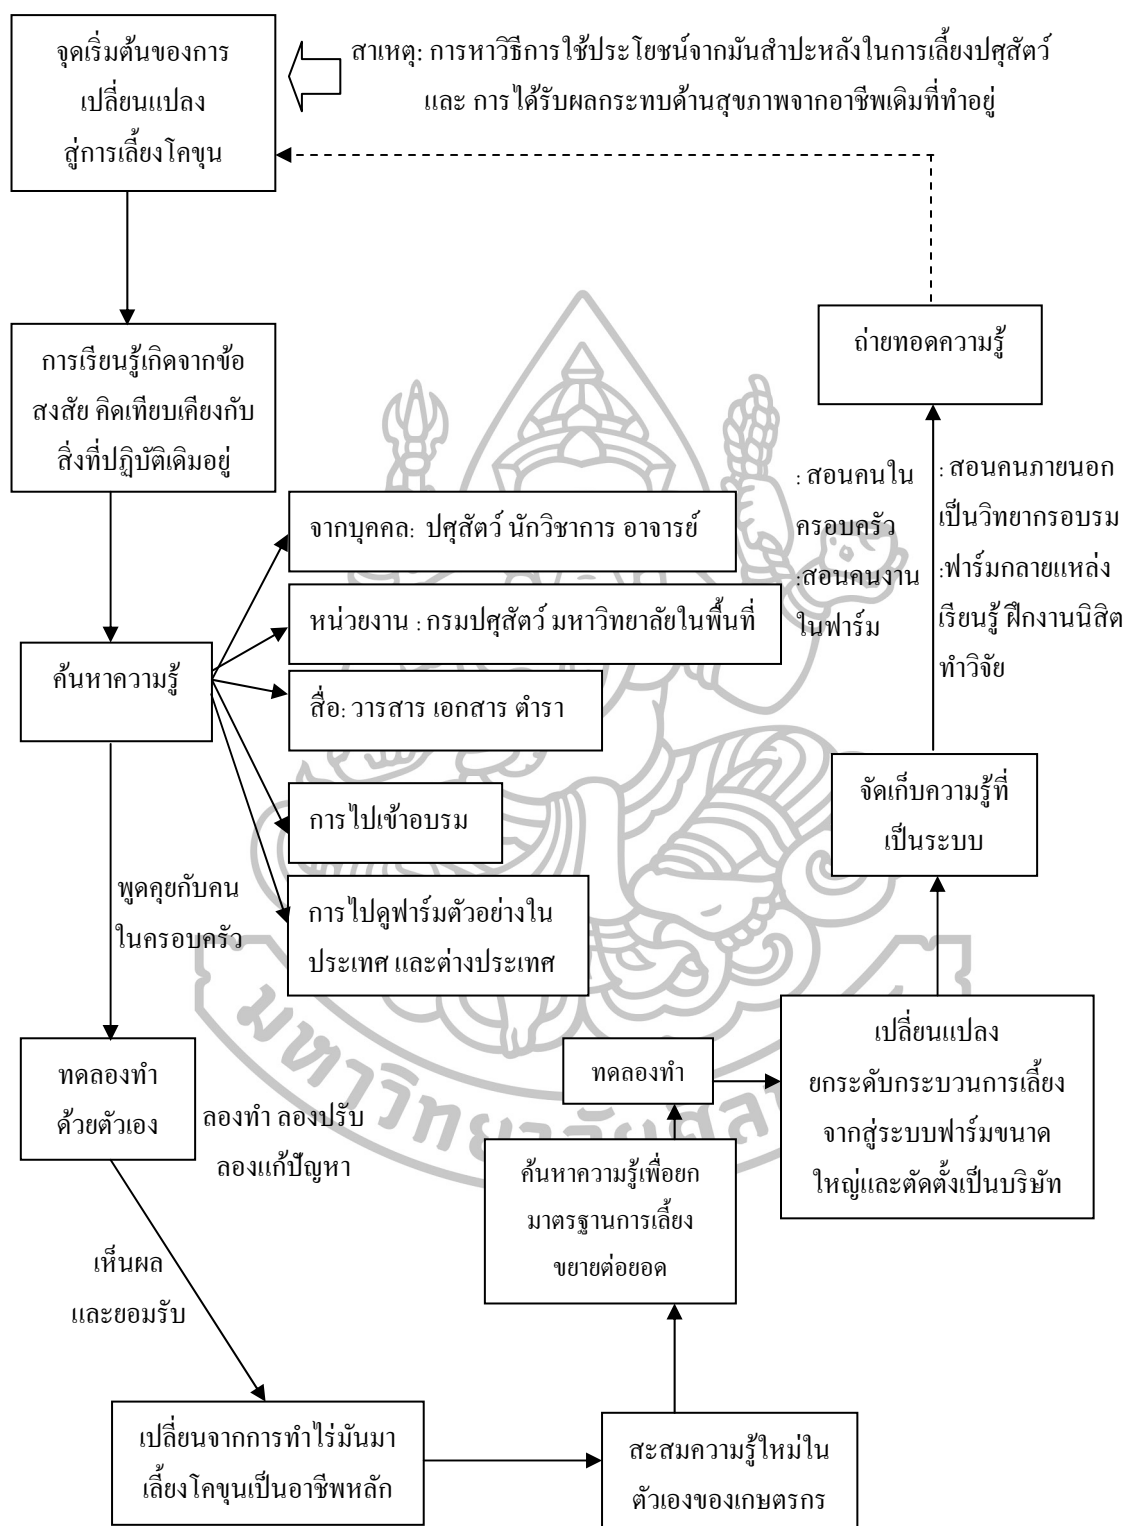 จุดเริ่มต้นของการ
เปลี่ยนแปลง
สู่การเลี้ยงโคขุน
สาเหตุ: การหาวิธีการใช้ประโยชน์จากมันสำปะหลังในการเลี้ยงปศุสัตว์
และ การได้รับผลกระทบด้านสุขภาพจากอาชีพเดิมที่ทำอยู่
การเรียนรู้เกิดจากข้อ
สงสัย คิดเทียบเคียงกับ
สิ่งที่ปฏิบัติเดิมอยู่
ค้นหาความรู้
จากบุคคล: ปศุสัตว์ นักวิชาการ อาจารย์
หน่วยงาน : กรมปศุสัตว์ มหาวิทยาลัยในพื้นที่
สื่อ: วารสาร เอกสาร ตำรา
การไปเข้าอบรม
การไปดูฟาร์มตัวอย่างใน
ประเทศ และต่างประเทศ
พูดคุยกับคน
ในครอบครัว
ทดลองทำ
ด้วยตัวเอง
ลองทำ ลองปรับ
ลองแก้ปัญหา
เห็นผล
และยอมรับ
เปลี่ยนจากการทำไร่มันมา
เลี้ยงโคขุนเป็นอาชีพหลัก
สะสมความรู้ใหม่ใน
ตัวเองของเกษตรกร
ค้นหาความรู้เพื่อยก
มาตรฐานการเลี้ยง
ขยายต่อยอด
ทดลองทำ
เปลี่ยนแปลง
ยกระดับกระบวนการเลี้ยง
จากสู่ระบบฟาร์มขนาด
ใหญ่และตัดตั้งเป็นบริษัท
จัดเก็บความรู้ที่
เป็นระบบ
: สอนคนใน
ครอบครัว
:สอนคนงาน
ในฟาร์ม
: สอนคนภายนอก
เป็นวิทยากรอบรม
:ฟาร์มกลายแหล่ง
เรียนรู้ ฝึกงานนิสิต
ทำวิจัย
ถ่ายทอดความรู้